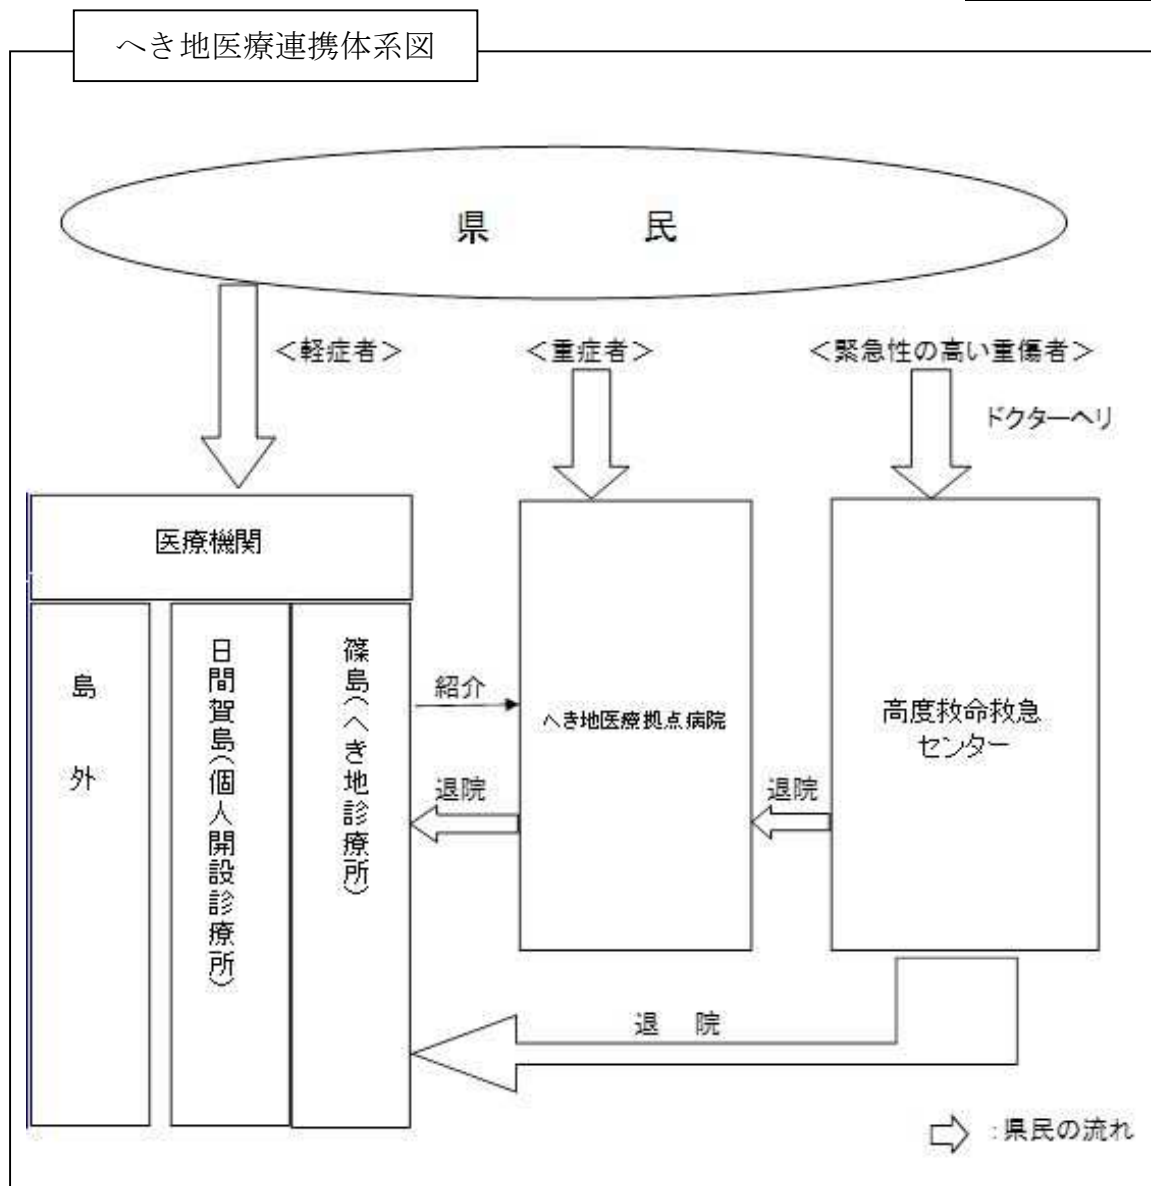 へき地医療連携体系図
県 民
＜軽症者＞
＜重症者＞
＜緊急性の高い重傷者＞
ドクターヘリ
医療機関
島 外
日間賀島(個人開設診療所)
篠島(へき地診療所)
紹介
退院
へき地医療拠点病院
退院
高度救命救急
センター
退 院
:県民の流れ